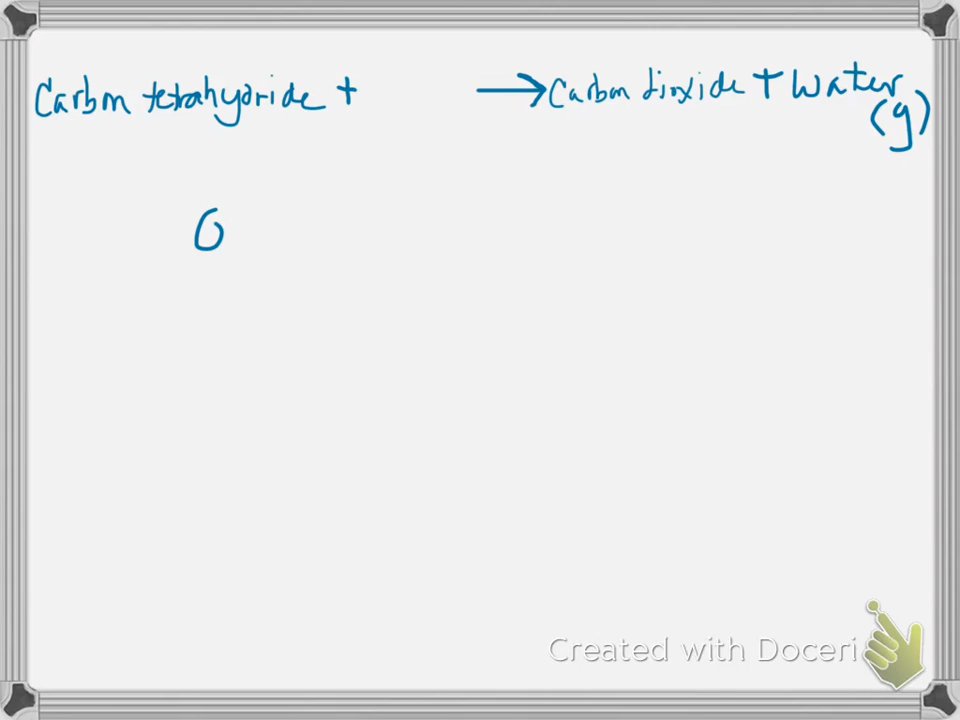 Carbon tetrahydride + → Carbon dioxide + Water
(g)
O
Created with Doceri